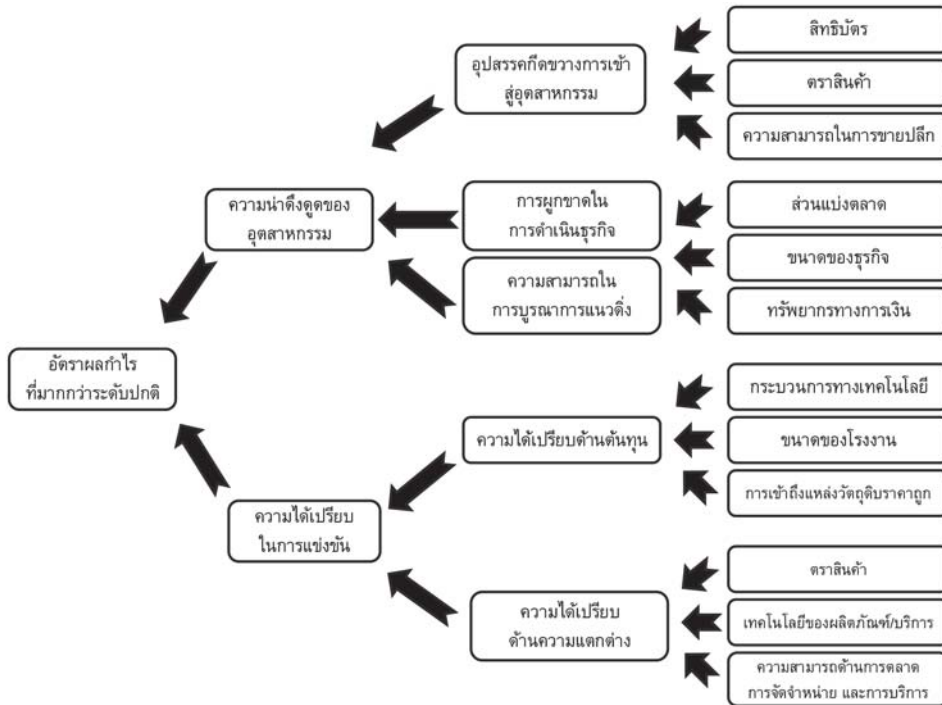 สิทธิบัตร
อุปสรรคกีดขวางการเข้า
สู่อุตสาหกรรม
ตราสินค้า
ความสามารถในการขายปลีก
ความน่าดึงดูดของ
อุตสาหกรรม
การผูกขาดใน
การดำเนินธุรกิจ
ส่วนแบ่งตลาด
ขนาดของธุรกิจ
ความสามารถใน
การบูรณาการแนวดิ่ง
ทรัพยากรทางการเงิน
อัตราผลกำไร
ที่มากกว่าระดับปกติ
กระบวนการทางเทคโนโลยี
ความได้เปรียบด้านต้นทุน
ขนาดของโรงงาน
การเข้าถึงแหล่งวัตถุดิบราคาถูก
ความได้เปรียบ
ในการแข่งขัน
ตราสินค้า
ความได้เปรียบ
ด้านความแตกต่าง
เทคโนโลยีของผลิตภัณฑ์/บริการ
ความสามารถด้านการตลาด
การจัดจำหน่าย และการบริการ